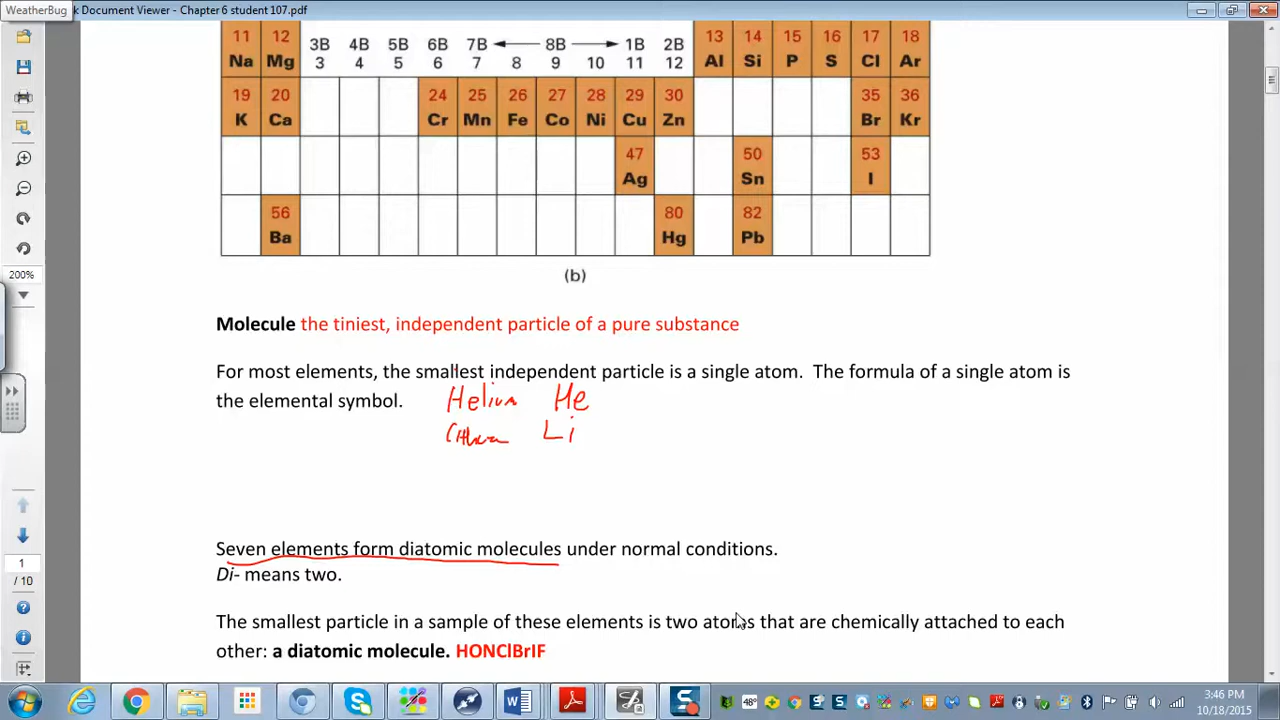 WeatherBug
k Document Viewer - Chapter 6 student 107.pdf
11 12 13 14 15 16 17 18
3B 4B 5B 6B 7B 8B 1B 2B
Na Mg 3 4 5 6 7 8 9 10 11 12 Al Si P S Cl Ar
19 20 24 25 26 27 28 29 30 35 36
K Ca Cr Mn Fe Co Ni Cu Zn Br Kr
47 50 53
Ag Sn I
56 80 82
Ba Hg Pb
(b)
Molecule the tiniest, independent particle of a pure substance
For most elements, the smallest independent particle is a single atom. The formula of a single atom is
the elemental symbol.
Helium He
Li
Seven elements form diatomic molecules under normal conditions.
Di- means two.
The smallest particle in a sample of these elements is two atoms that are chemically attached to each
other: a diatomic molecule. HONClBrIF
200%
1
/ 10
48°
3:46 PM
10/18/2015